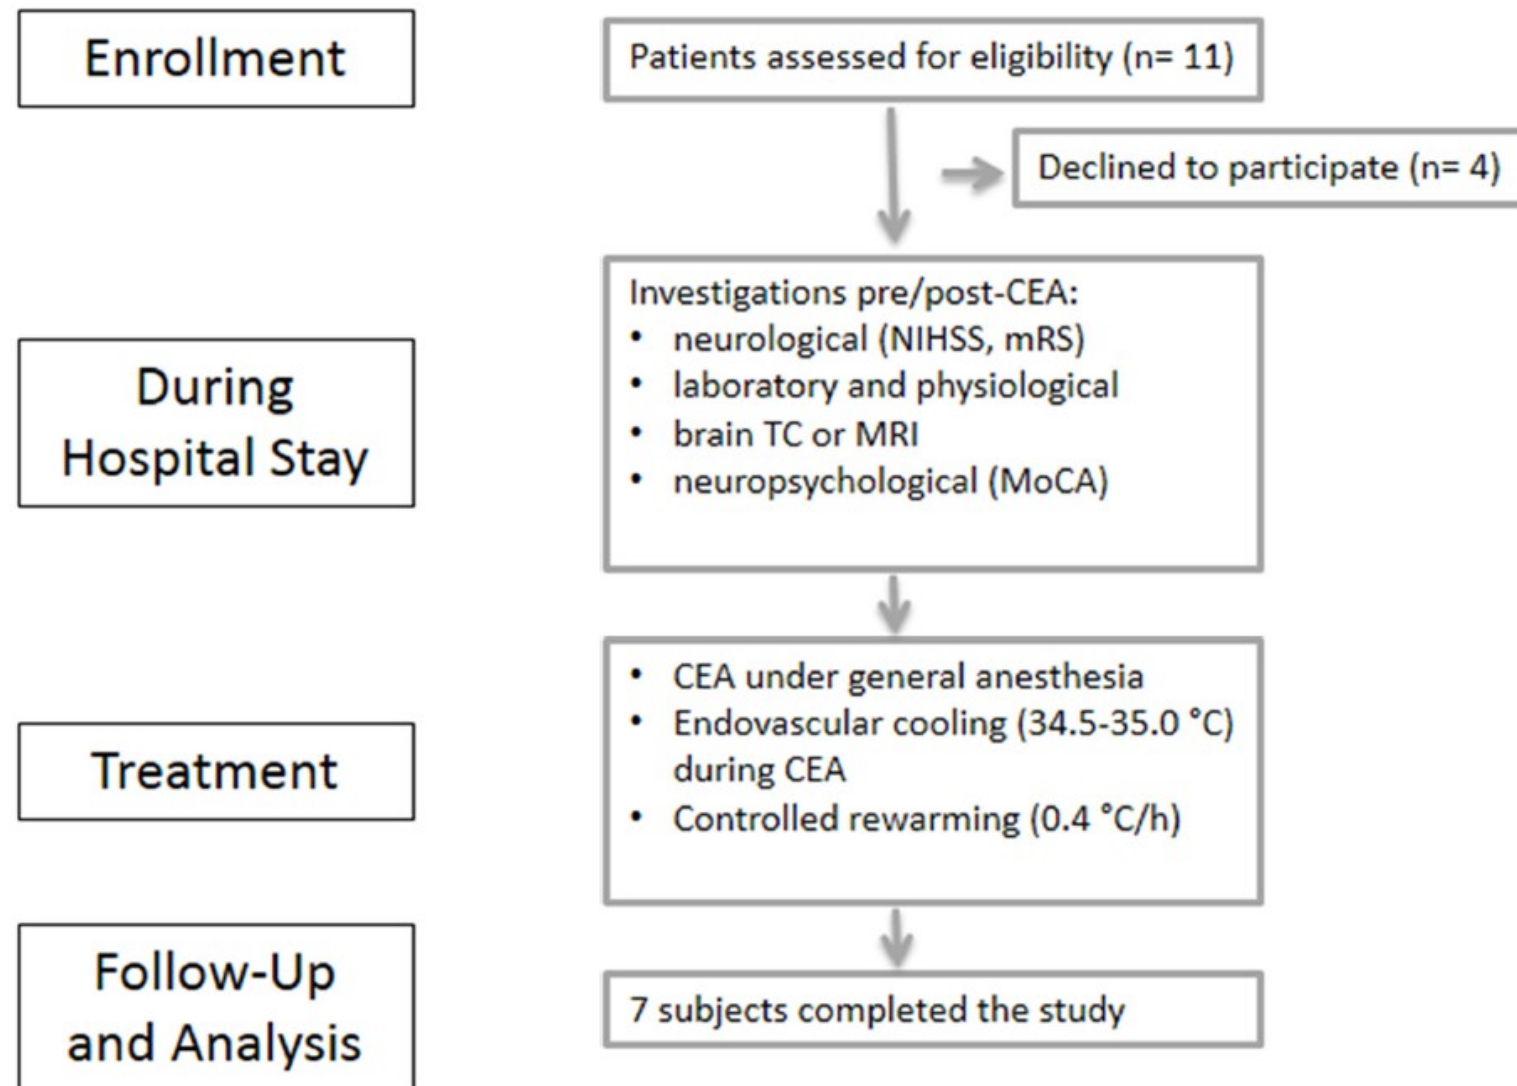 Enrollment
Patients assessed for eligibility (n= 11)
Declined to participate (n= 4)
During
Hospital Stay
Investigations pre/post-CEA:
• neurological (NIHSS, mRS)
• laboratory and physiological
• brain TC or MRI
• neuropsychological (MoCA)
Treatment
• CEA under general anesthesia
• Endovascular cooling (34.5-35.0 °C)
during CEA
• Controlled rewarming (0.4 °C/h)
Follow-Up
and Analysis
7 subjects completed the study